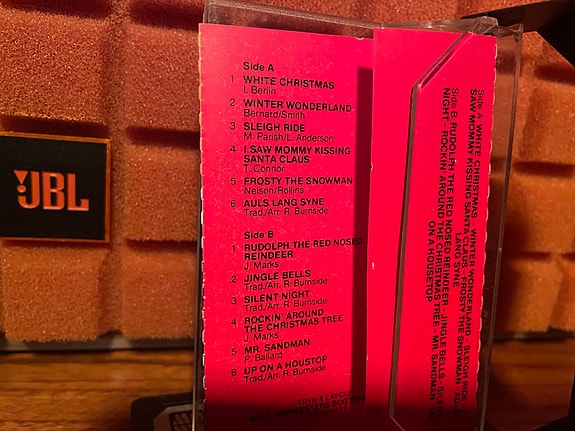 JBL
Side A
1 WHITE CHRISTMAS
I. Berlin
2 WINTER WONDERLAND
Bernard/Smith
3 SLEIGH RIDE
M. Parish/L. Anderson
4 I SAW MOMMY KISSING
SANTA CLAUS
T. Connor
5 FROSTY THE SNOWMAN
Nelson/Rollins
6 AULS LANG SYNE
Trad./Arr. R. Burnside
Side B
1 RUDOLPH THE RED NOSED
REINDEER
J. Marks
2 JINGLE BELLS
Trad./Arr. R. Burnside
3 SILENT NIGHT
Trad./Arr. R. Burnside
4 ROCKIN' AROUND
THE CHRISTMAS TREE
J. Marks
5 MR. SANDMAN
P. Ballard
6 UP ON A HOUSTOP
Trad./Arr. R. Burnside
TRYK & LAY-OUT
Side A: WHITE CHRISTMAS - WINTER WONDERLAND - SLEIGH RIDE
SAW MOMMY KISSING SANTA CLAUS - FROSTY THE SNOWMAN - AULS
LANG SYNE
Side B: RUDOLPH THE RED NOSED REINDEER - JINGLE BELLS - SILENT
NIGHT - ROCKIN' AROUND THE CHRISTMAS TREE - MR. SANDMAN
ON A HOUSETOP